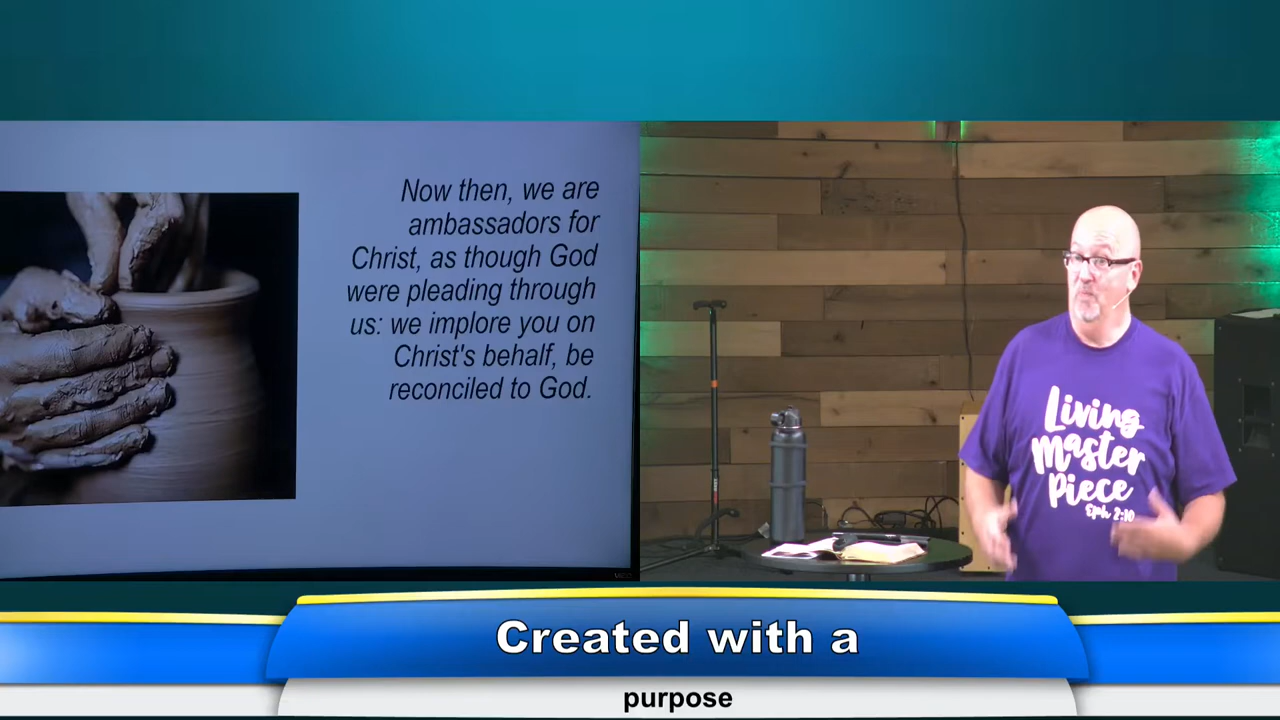 Now then, we are
ambassadors for
Christ, as though God
were pleading through
us: we implore you on
Christ's behalf, be
reconciled to God.
Living
Master
Piece
Eph 2:10
Created with a
purpose